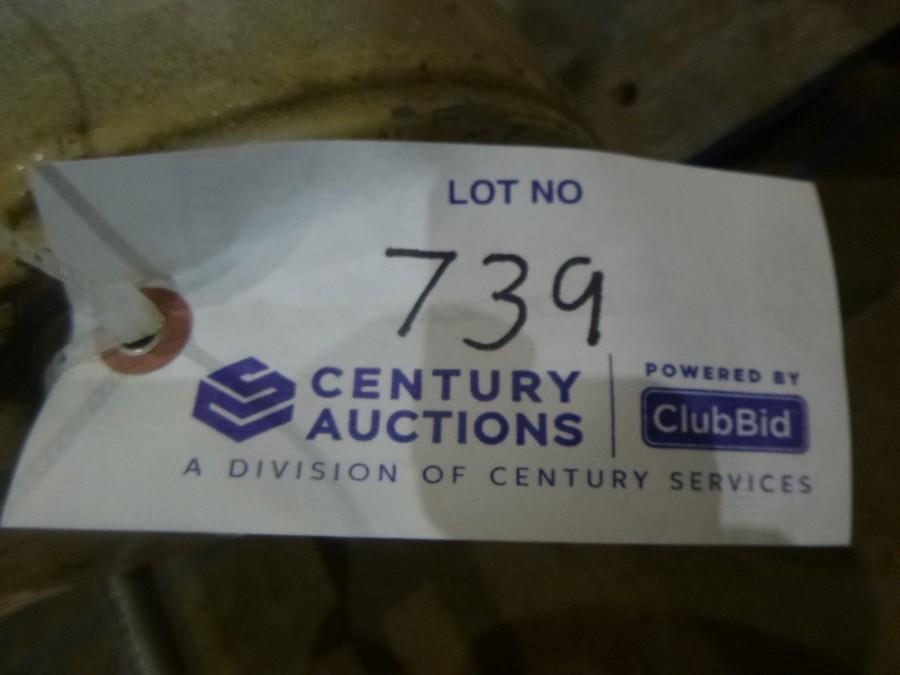 LOT NO
739
CENTURY
AUCTIONS
A DIVISION OF CENTURY SERVICES
POWERED BY
ClubBid